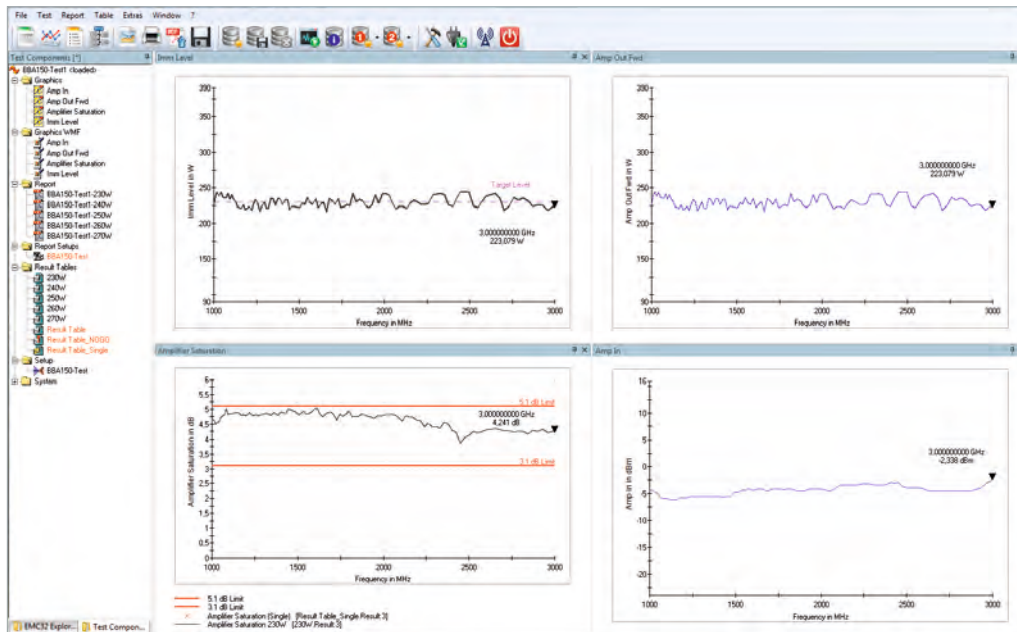 File Test Report Table Extras Window ?
Test Components [*]
BBA150-Test1 <loaded>
Graphics
Amp In
Amp Out Fwd
Amplifier Saturation
Imm Level
Graphics WMF
Amp In
Amp Out Fwd
Amplifier Saturation
Imm Level
Report
BBA150-Test1-230W
BBA150-Test1-240W
BBA150-Test1-250W
BBA150-Test1-260W
BBA150-Test1-270W
Report Setups
BBA150-Test
Result Tables
230W
240W
250W
260W
270W
Result Table
Result Table_NOGO
Result Table_Single
Setup
BBA150-Test
System
EMC32 Explor...
Test Compon...
Imm Level
Imm Level in W
200
350
300
250
200
150
90
Target Level
3.000000000 GHz
223,079 W
1000 1500 2000 2500 3000
Frequency in MHz
Amp Out Fwd
Amp Out Fwd in W
200
350
300
250
200
150
90
3.000000000 GHz
223,079 W
1000 1500 2000 2500 3000
Frequency in MHz
Amplifier Saturation
Amplifier Saturation in dB
6
5.5
5
4.5
4
3.5
3
2.5
2
1.5
1
0.5
0
5.1 dB Limit
3.000000000 GHz
4,241 dB
3.1 dB Limit
1000 1500 2000 2500 3000
Frequency in MHz
5.1 dB Limit
3.1 dB Limit
Amplifier Saturation (Single) [Result Table_Single.Result 3]
Amplifier Saturation 230W [230W.Result 3]
Amp In
Amp in in dBm
15
10
5
0
-5
-10
-15
-20
3.000000000 GHz
-2,338 dBm
1000 1500 2000 2500 3000
Frequency in MHz